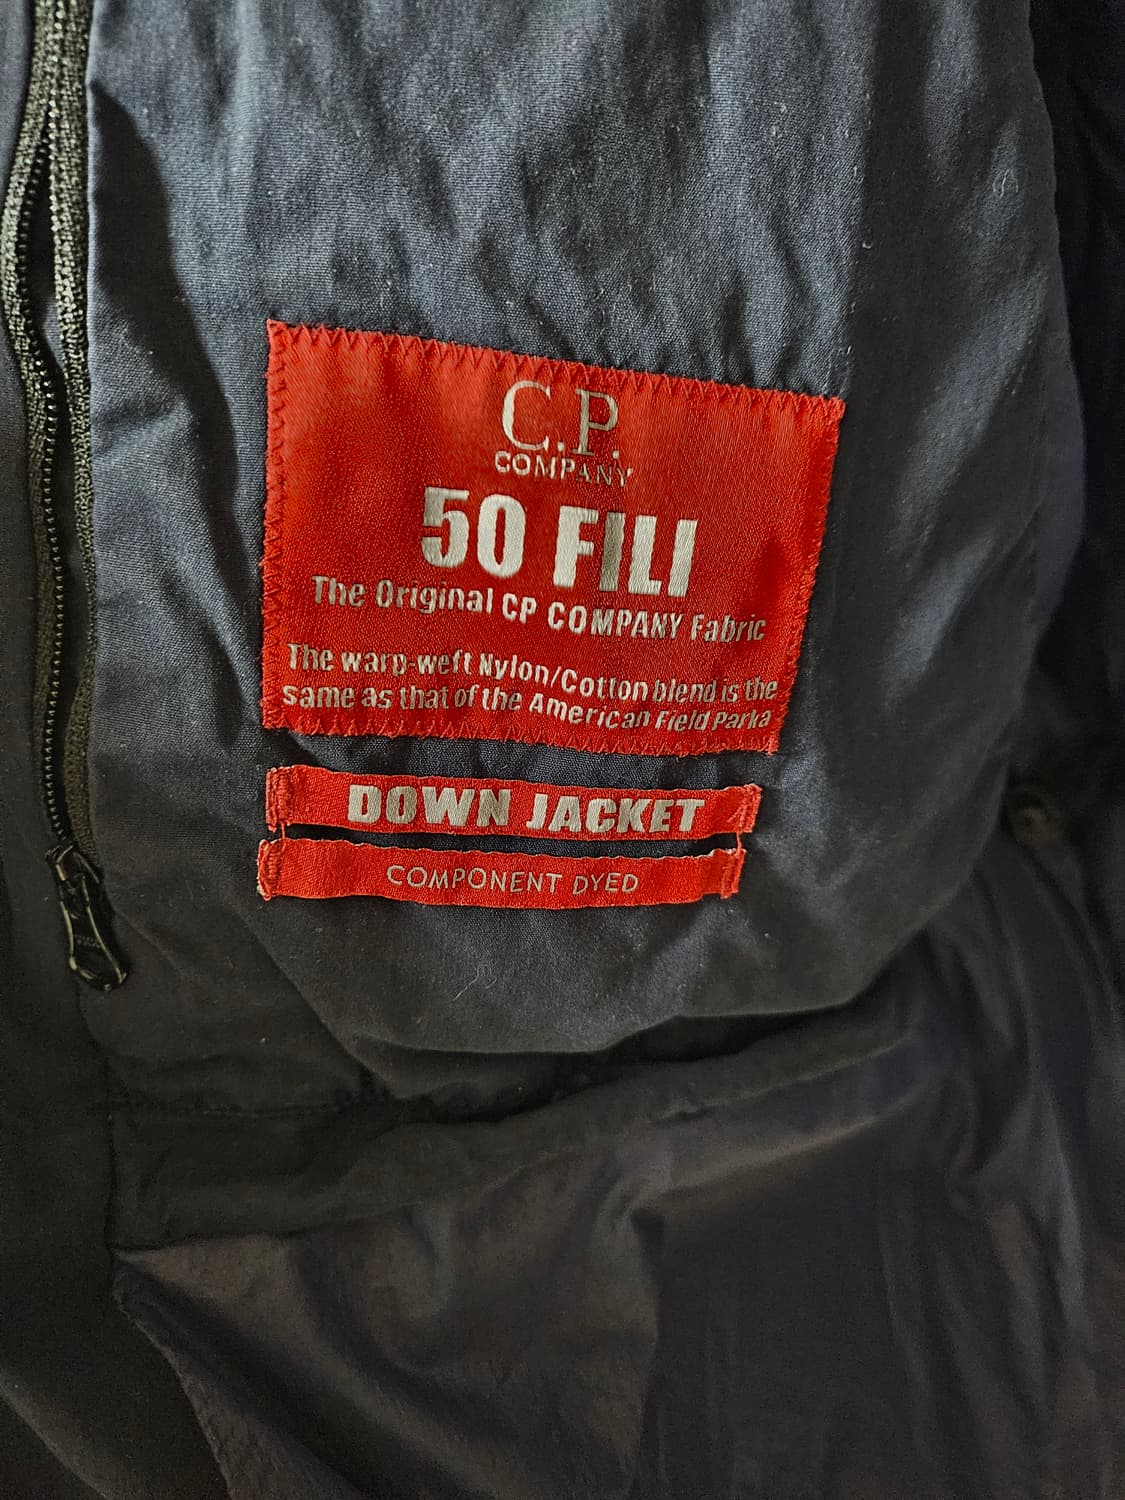 C.P.
COMPANY
50 FILI
The Original CP COMPANY Fabric
The warp-weft Nylon/Cotton blend is the
same as that of the American Field Parka
DOWN JACKET
COMPONENT DYED